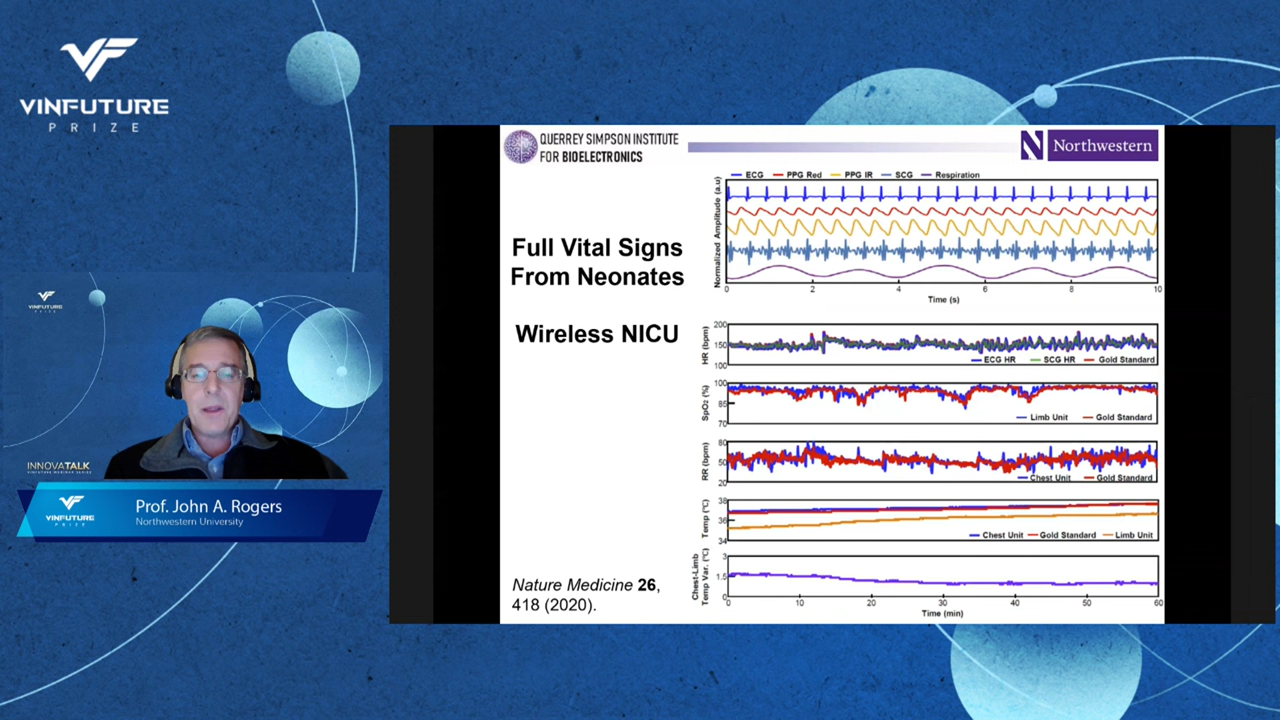 VINFUTURE
PRIZE
QUERREY SIMPSON INSTITUTE
FOR BIOELECTRONICS
N Northwestern
Full Vital Signs
From Neonates
Wireless NICU
Nature Medicine 26,
418 (2020).
ECG PPG Red PPG IR SCG Respiration
Normalized Amplitude (a.u)
0 2 4 6 8 10
Time (s)
HR (bpm)
200
150
100
ECG HR SCG HR Gold Standard
SpO2 (%)
100
85
70
Limb Unit Gold Standard
RR (bpm)
80
50
20
Chest Unit Gold Standard
Temp (°C)
38
36
34
Chest Unit Gold Standard Limb Unit
Chest-Limb
Temp Var. (°C)
3
1.5
0
0 10 20 30 40 50 60
Time (min)
VINFUTURE
PRIZE
INNOVATALK
VINFUTURE WEBINAR SERIES
VINFUTURE
PRIZE
Prof. John A. Rogers
Northwestern University